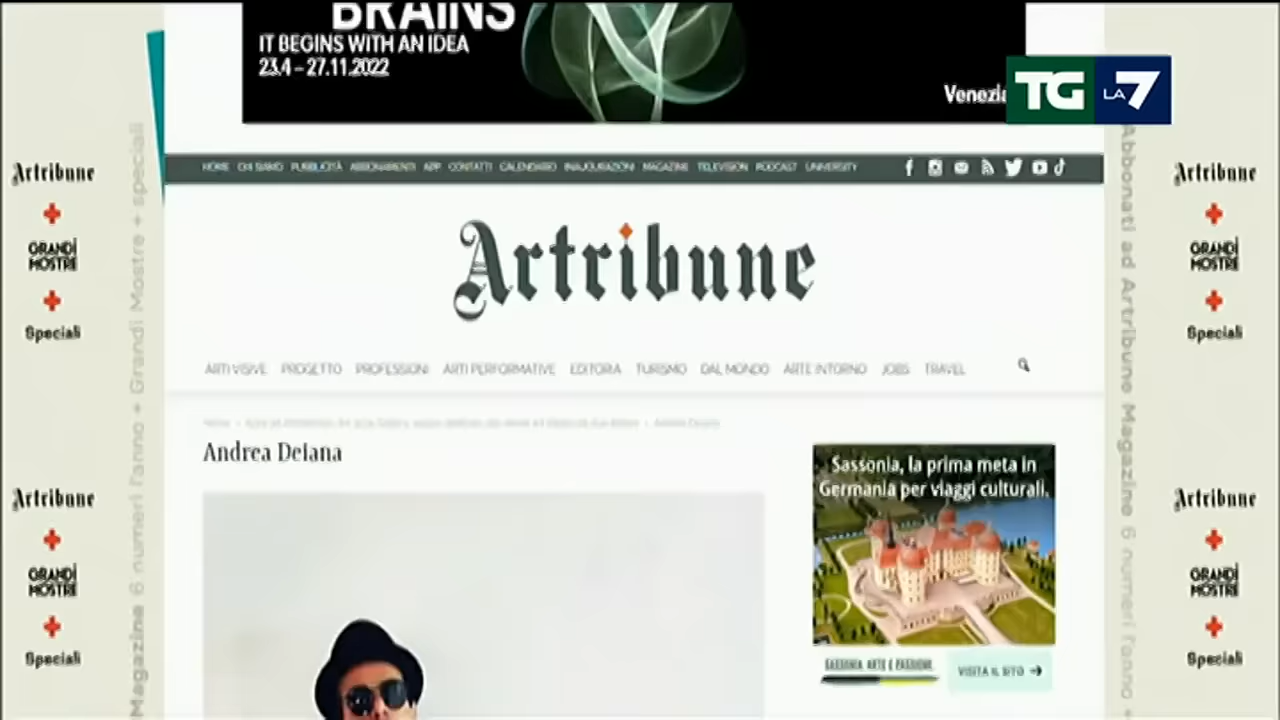 BRAINS
IT BEGINS WITH AN IDEA
23.4 – 27.11.2022
Venezia
TG LA7
HOME CHI SIAMO PUBBLICITÀ ABBONAMENTI APP CONTATTI CALENDARIO INAUGURAZIONI MAGAZINE TELEVISION PODCAST UNIVERSITY
Artribune
ARTI VISIVE PROGETTO PROFESSIONI ARTI PERFORMATIVE EDITORIA TURISMO DAL MONDO ARTE INTORNO JOBS TRAVEL
Andrea Deiana
Sassonia, la prima meta in
Germania per viaggi culturali.
SASSONIA. ARTE E PASSIONE.
VISITA IL SITO
Artribune
GRANDI
MOSTRE
Speciali
Artribune
GRANDI
MOSTRE
Speciali
Magazine 6 numeri l'anno + Grandi Mostre + speciali
Artribune
GRANDI
MOSTRE
Speciali
Artribune
GRANDI
MOSTRE
Speciali
Abbonati ad Artribune Magazine 6 numeri l'anno +